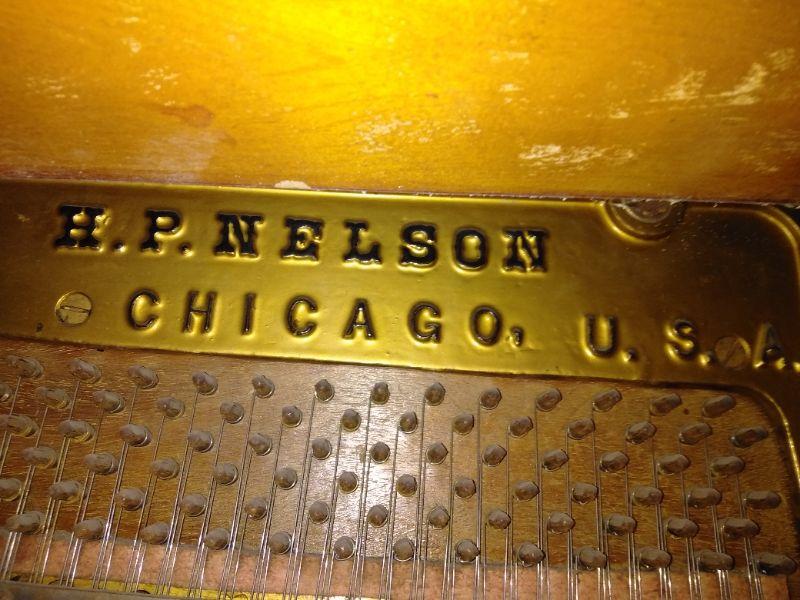 H.P. NELSON
CHICAGO, U.S.A.